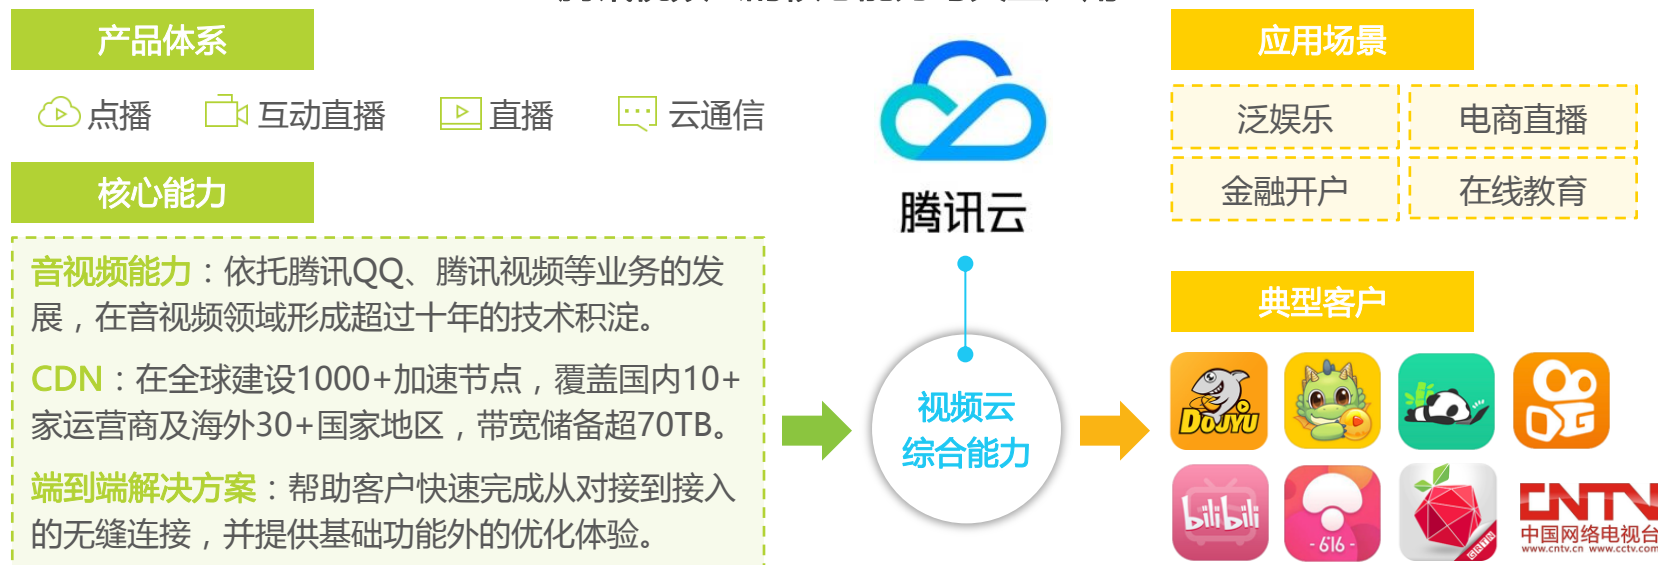 产品体系
点播
互动直播
直播
云通信
核心能力
音视频能力：依托腾讯QQ、腾讯视频等业务的发
展，在音视频领域形成超过十年的技术积淀。
CDN：在全球建设1000+加速节点，覆盖国内10+
家运营商及海外30+国家地区，带宽储备超70TB。
端到端解决方案：帮助客户快速完成从对接到接入
的无缝连接，并提供基础功能外的优化体验。
腾讯云
视频云
综合能力
应用场景
泛娱乐
电商直播
金融开户
在线教育
典型客户
DOUYU
bilibili
- 616 -
CNTV
中国网络电视台
www.cntv.cn www.cctv.com